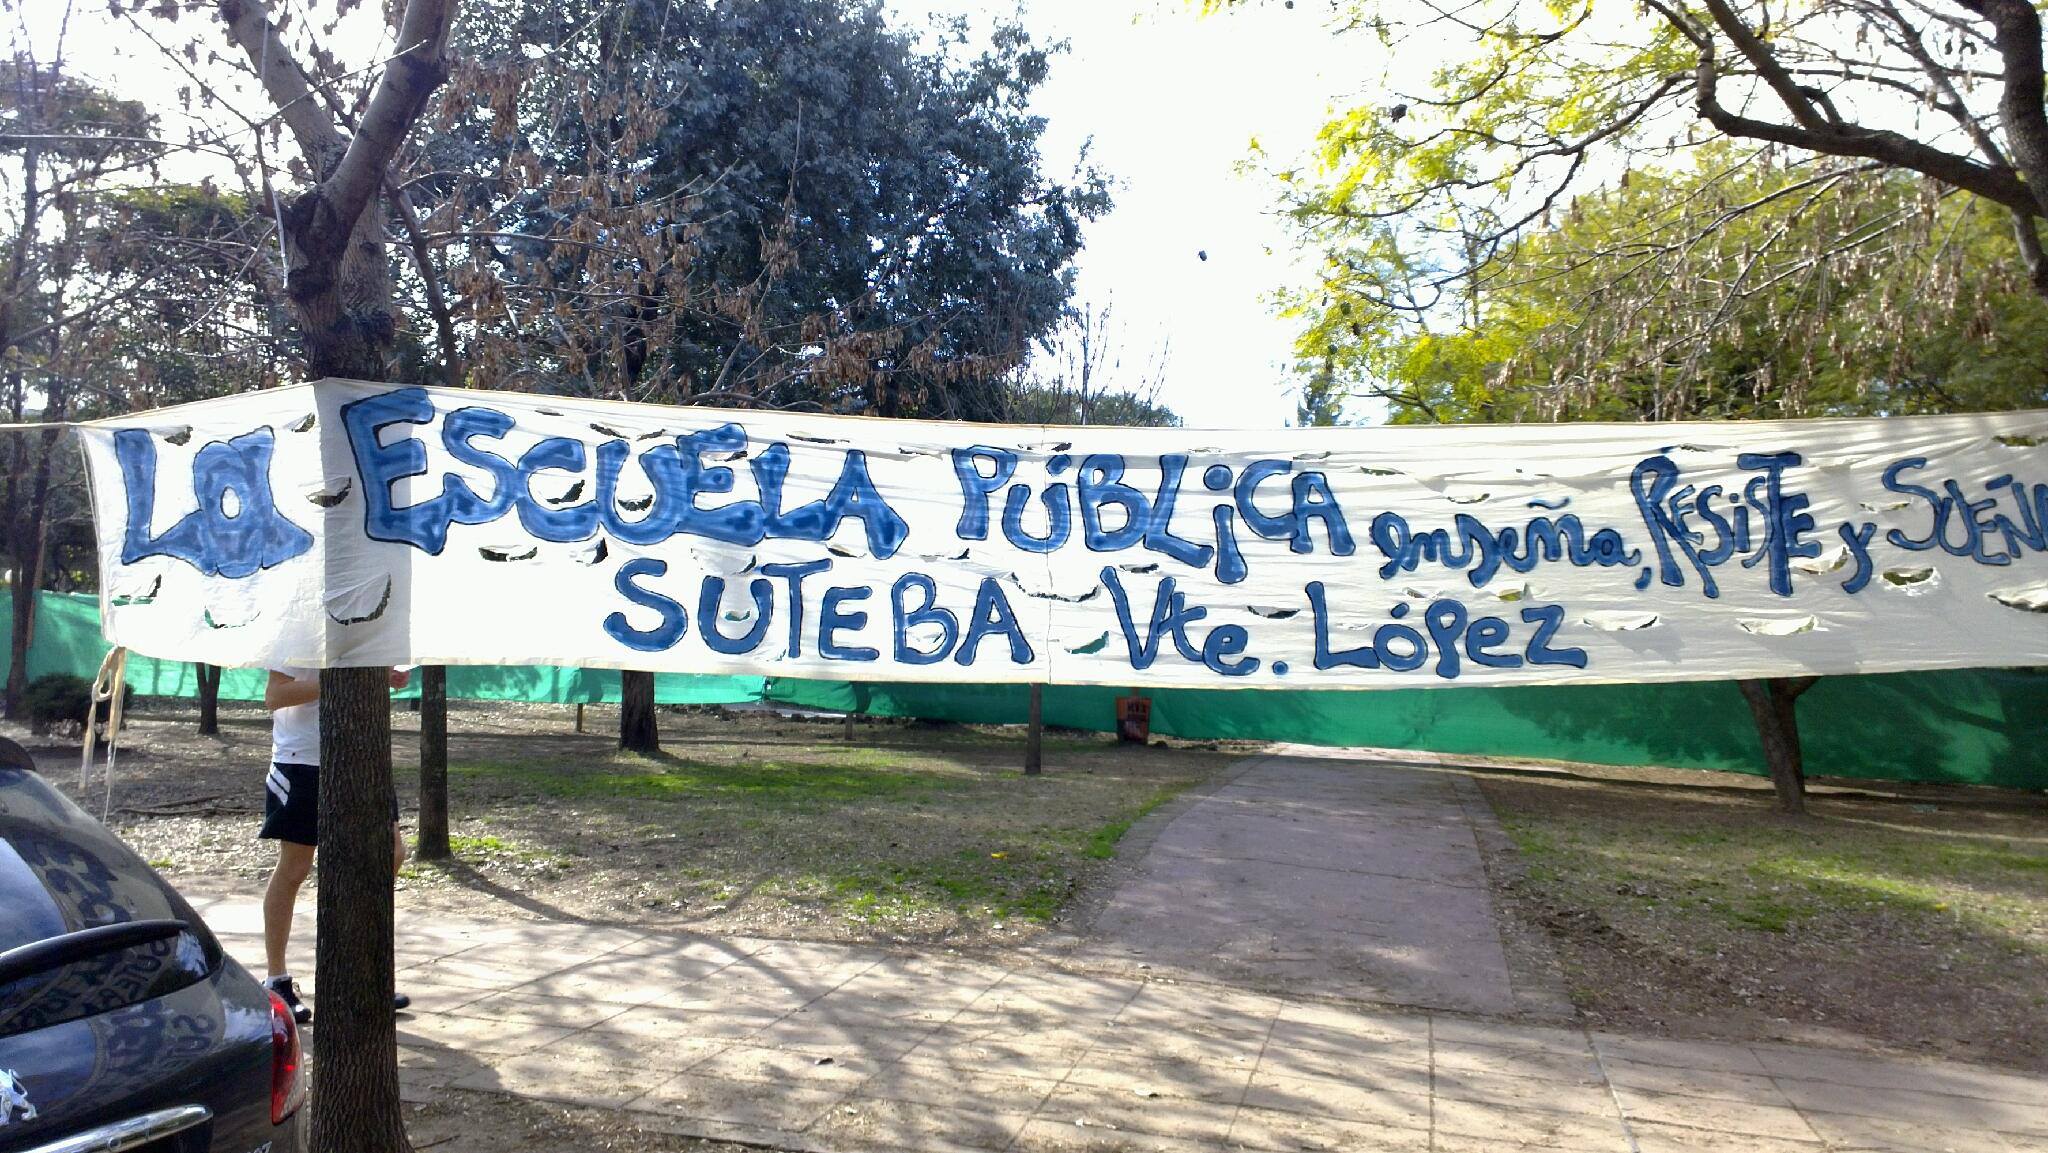 La ESCUELA PÚBLiCA enseña, RESiSTE y
SUTEBA Vte. López